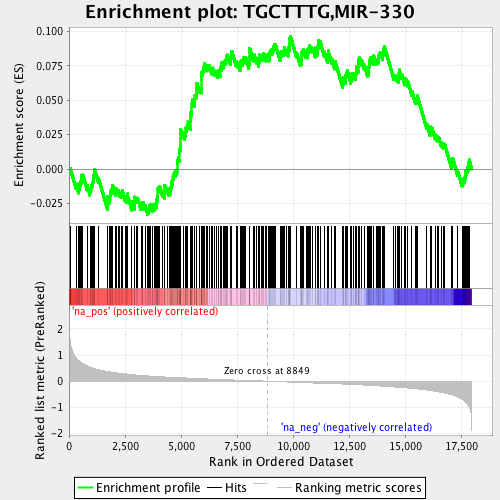 Enrichment plot: TGCTTTG,MIR-330
Enrichment score (ES)
0.100
0.075
0.050
0.025
0.000
-0.025
'na_pos' (positively correlated)
Ranked list metric (PreRanked)
2
1
0
-1
-2
Zero cross at 8849
'na_neg' (negatively correlated)
0
2,500
5,000
7,500
10,000
12,500
15,000
17,500
Rank in Ordered Dataset
Enrichment profile
Hits
Ranking metric scores